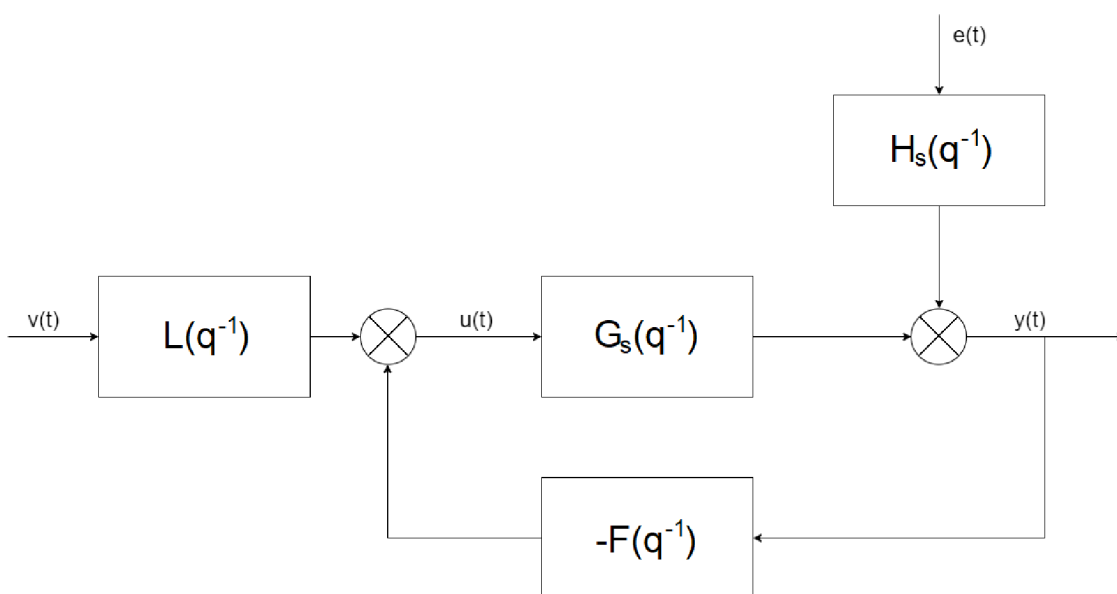 e(t)
Hₛ(q⁻¹)
v(t)
L(q⁻¹)
u(t)
Gₛ(q⁻¹)
y(t)
-F(q⁻¹)